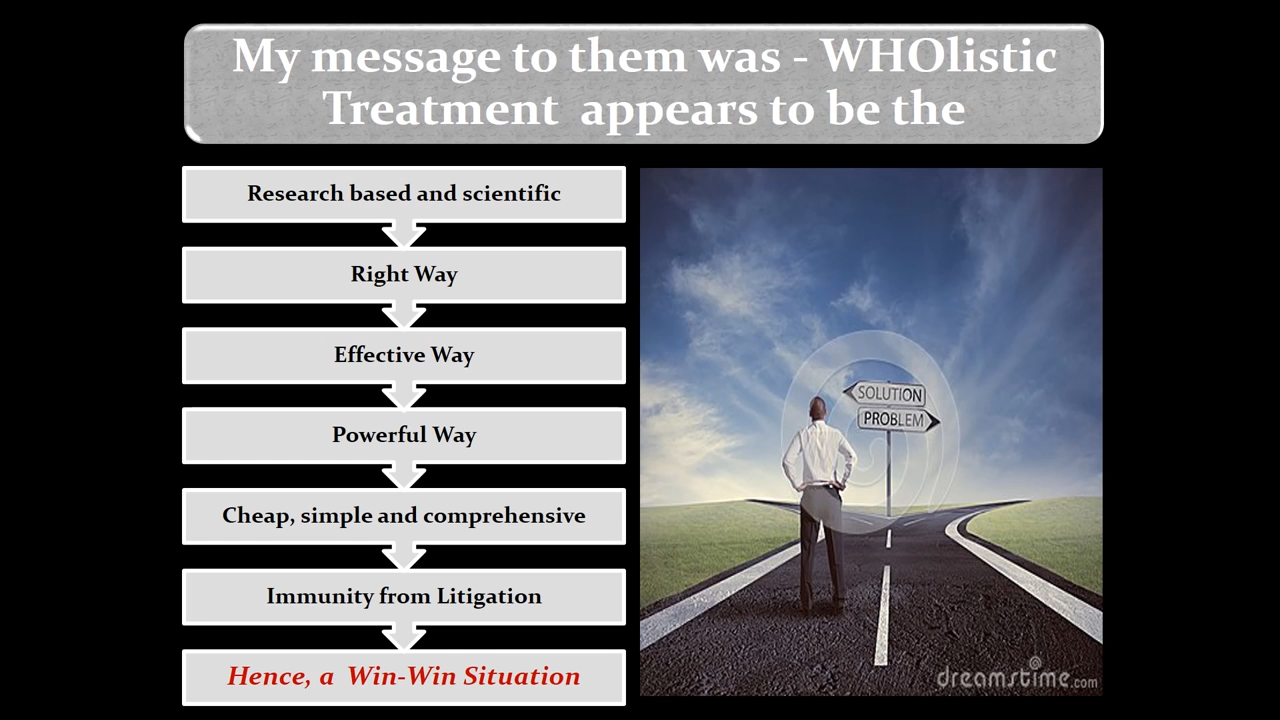 My message to them was - WHOlistic
Treatment appears to be the
Research based and scientific
Right Way
Effective Way
Powerful Way
Cheap, simple and comprehensive
Immunity from Litigation
Hence, a Win-Win Situation
SOLUTION
PROBLEM
dreamstime.com